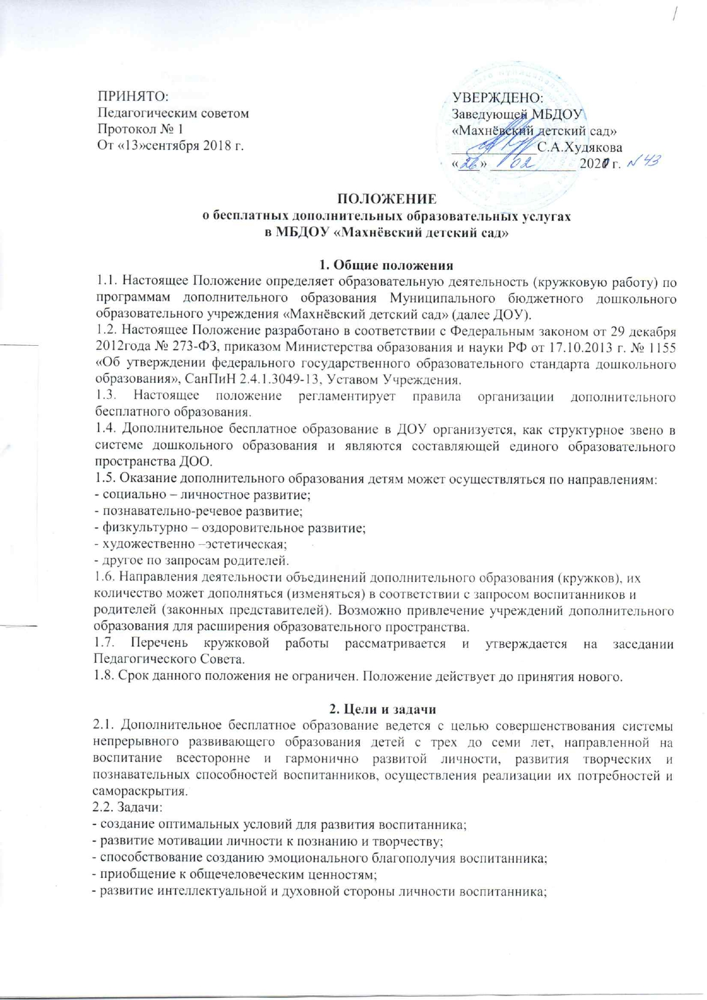 ПРИНЯТО:
Педагогическим советом
Протокол № 1
От «13»сентября 2018 г.
УВЕРЖДЕНО:
Заведующей МБДОУ
«Махнёвский детский сад»
____________С.А.Худякова
«26» 02 2020 г. N 43
ПОЛОЖЕНИЕ
о бесплатных дополнительных образовательных услугах
в МБДОУ «Махнёвский детский сад»
1. Общие положения
1.1. Настоящее Положение определяет образовательную деятельность (кружковую работу) по
программам дополнительного образования Муниципального бюджетного дошкольного
образовательного учреждения «Махнёвский детский сад» (далее ДОУ).
1.2. Настоящее Положение разработано в соответствии с Федеральным законом от 29 декабря
2012года № 273-ФЗ, приказом Министерства образования и науки РФ от 17.10.2013 г. № 1155
«Об утверждении федерального государственного образовательного стандарта дошкольного
образования», СанПиН 2.4.1.3049-13, Уставом Учреждения.
1.3. Настоящее положение регламентирует правила организации дополнительного
бесплатного образования.
1.4. Дополнительное бесплатное образование в ДОУ организуется, как структурное звено в
системе дошкольного образования и являются составляющей единого образовательного
пространства ДОО.
1.5. Оказание дополнительного образования детям может осуществляться по направлениям:
- социально – личностное развитие;
- познавательно-речевое развитие;
- физкультурно – оздоровительное развитие;
- художественно –эстетическая;
- другое по запросам родителей.
1.6. Направления деятельности объединений дополнительного образования (кружков), их
количество может дополняться (изменяться) в соответствии с запросом воспитанников и
родителей (законных представителей). Возможно привлечение учреждений дополнительного
образования для расширения образовательного пространства.
1.7. Перечень кружковой работы рассматривается и утверждается на заседании
Педагогического Совета.
1.8. Срок данного положения не ограничен. Положение действует до принятия нового.
2. Цели и задачи
2.1. Дополнительное бесплатное образование ведется с целью совершенствования системы
непрерывного развивающего образования детей с трех до семи лет, направленной на
воспитание всесторонне и гармонично развитой личности, развития творческих и
познавательных способностей воспитанников, осуществления реализации их потребностей и
самораскрытия.
2.2. Задачи:
- создание оптимальных условий для развития воспитанника;
- развитие мотивации личности к познанию и творчеству;
- способствование созданию эмоционального благополучия воспитанника;
- приобщение к общечеловеческим ценностям;
- развитие интеллектуальной и духовной стороны личности воспитанника;